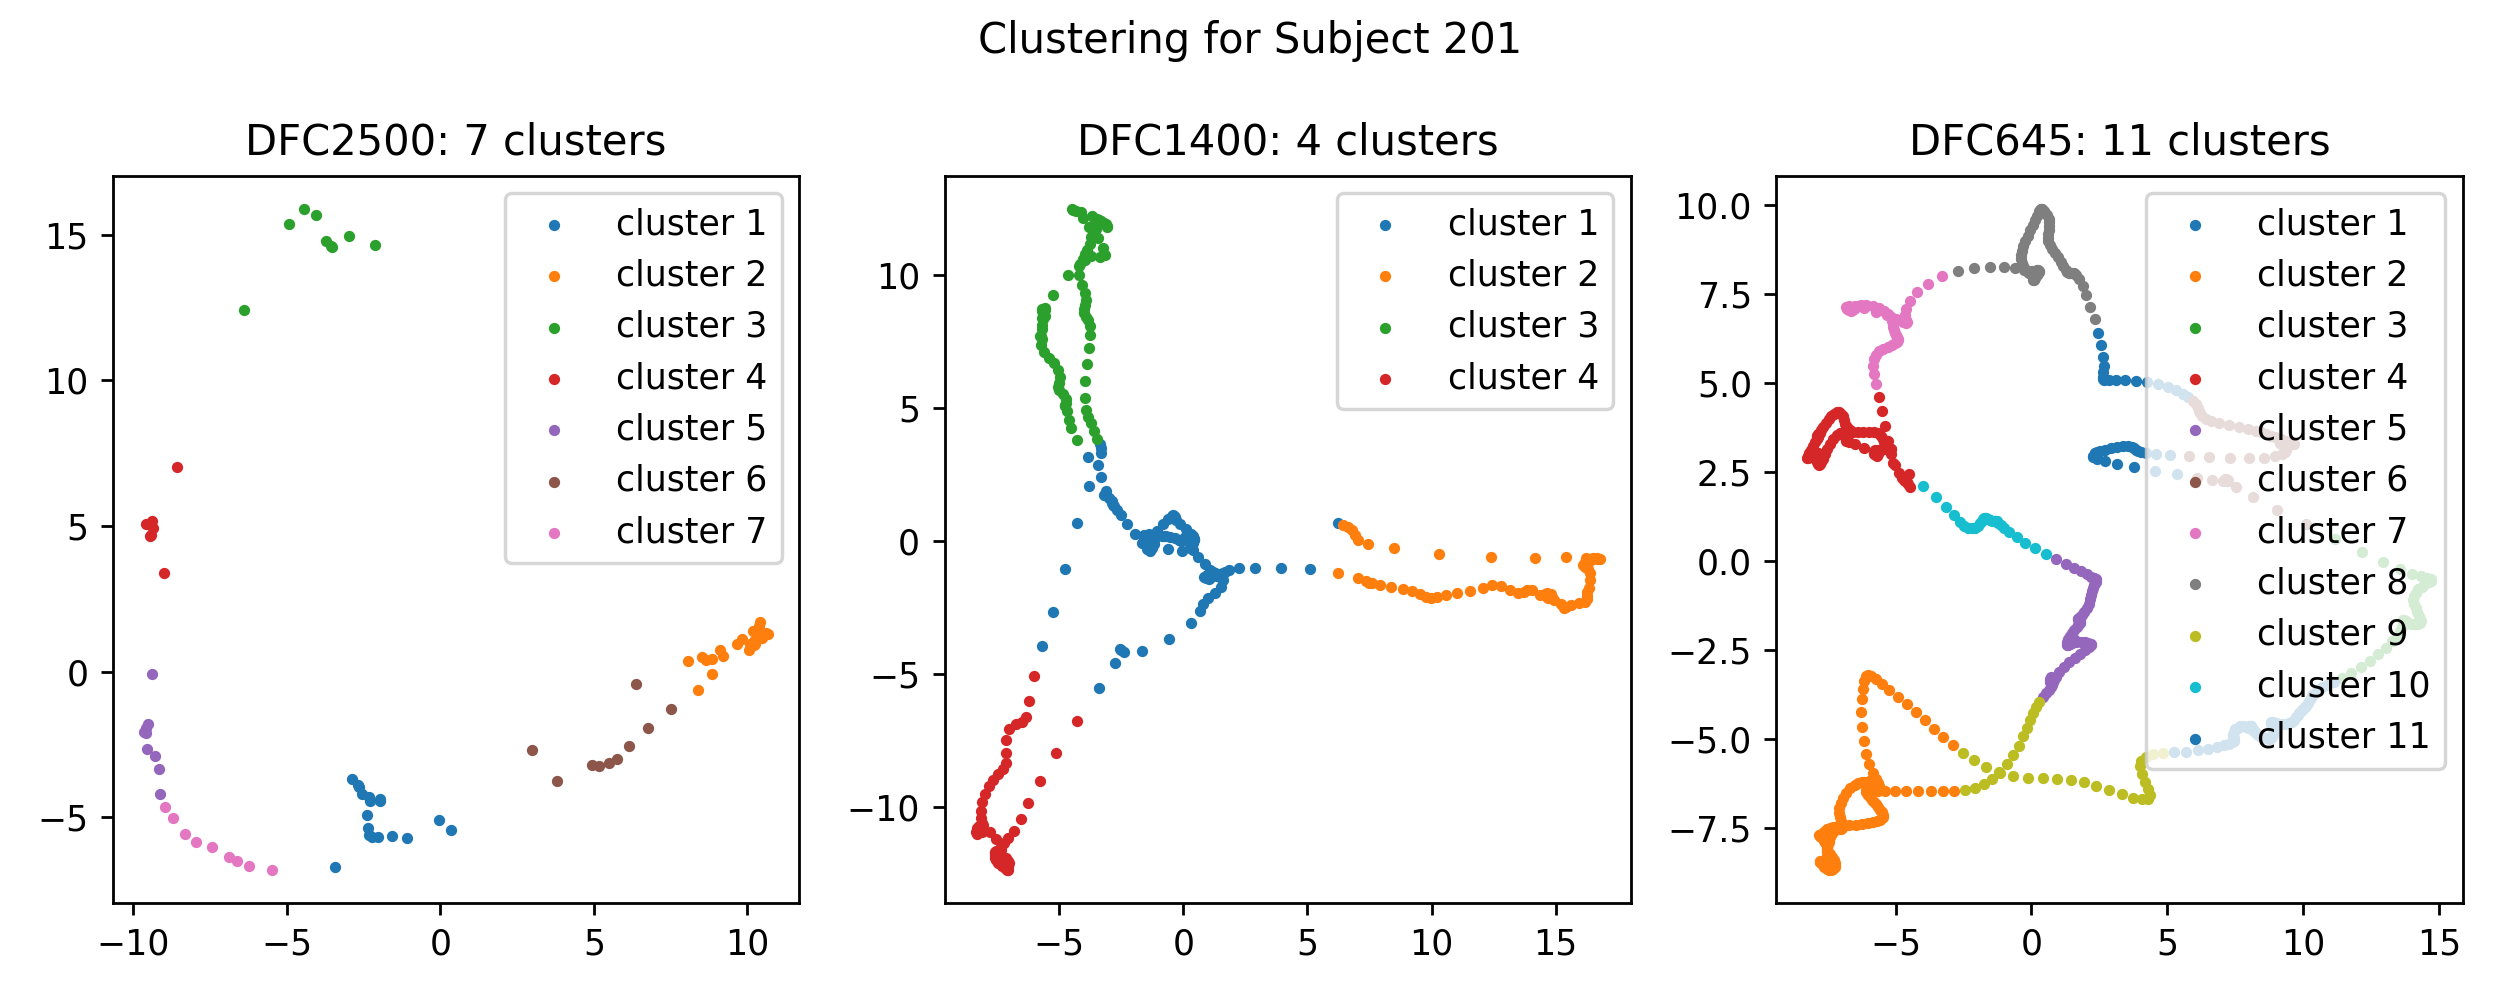 Clustering for Subject 201
DFC2500: 7 clusters
15
10
5
0
−5
−10
−5
0
5
10
cluster 1
cluster 2
cluster 3
cluster 4
cluster 5
cluster 6
cluster 7
DFC1400: 4 clusters
10
5
0
−5
−10
−5
0
5
10
15
cluster 1
cluster 2
cluster 3
cluster 4
DFC645: 11 clusters
10.0
7.5
5.0
2.5
0.0
−2.5
−5.0
−7.5
−5
0
5
10
15
cluster 1
cluster 2
cluster 3
cluster 4
cluster 5
cluster 6
cluster 7
cluster 8
cluster 9
cluster 10
cluster 11